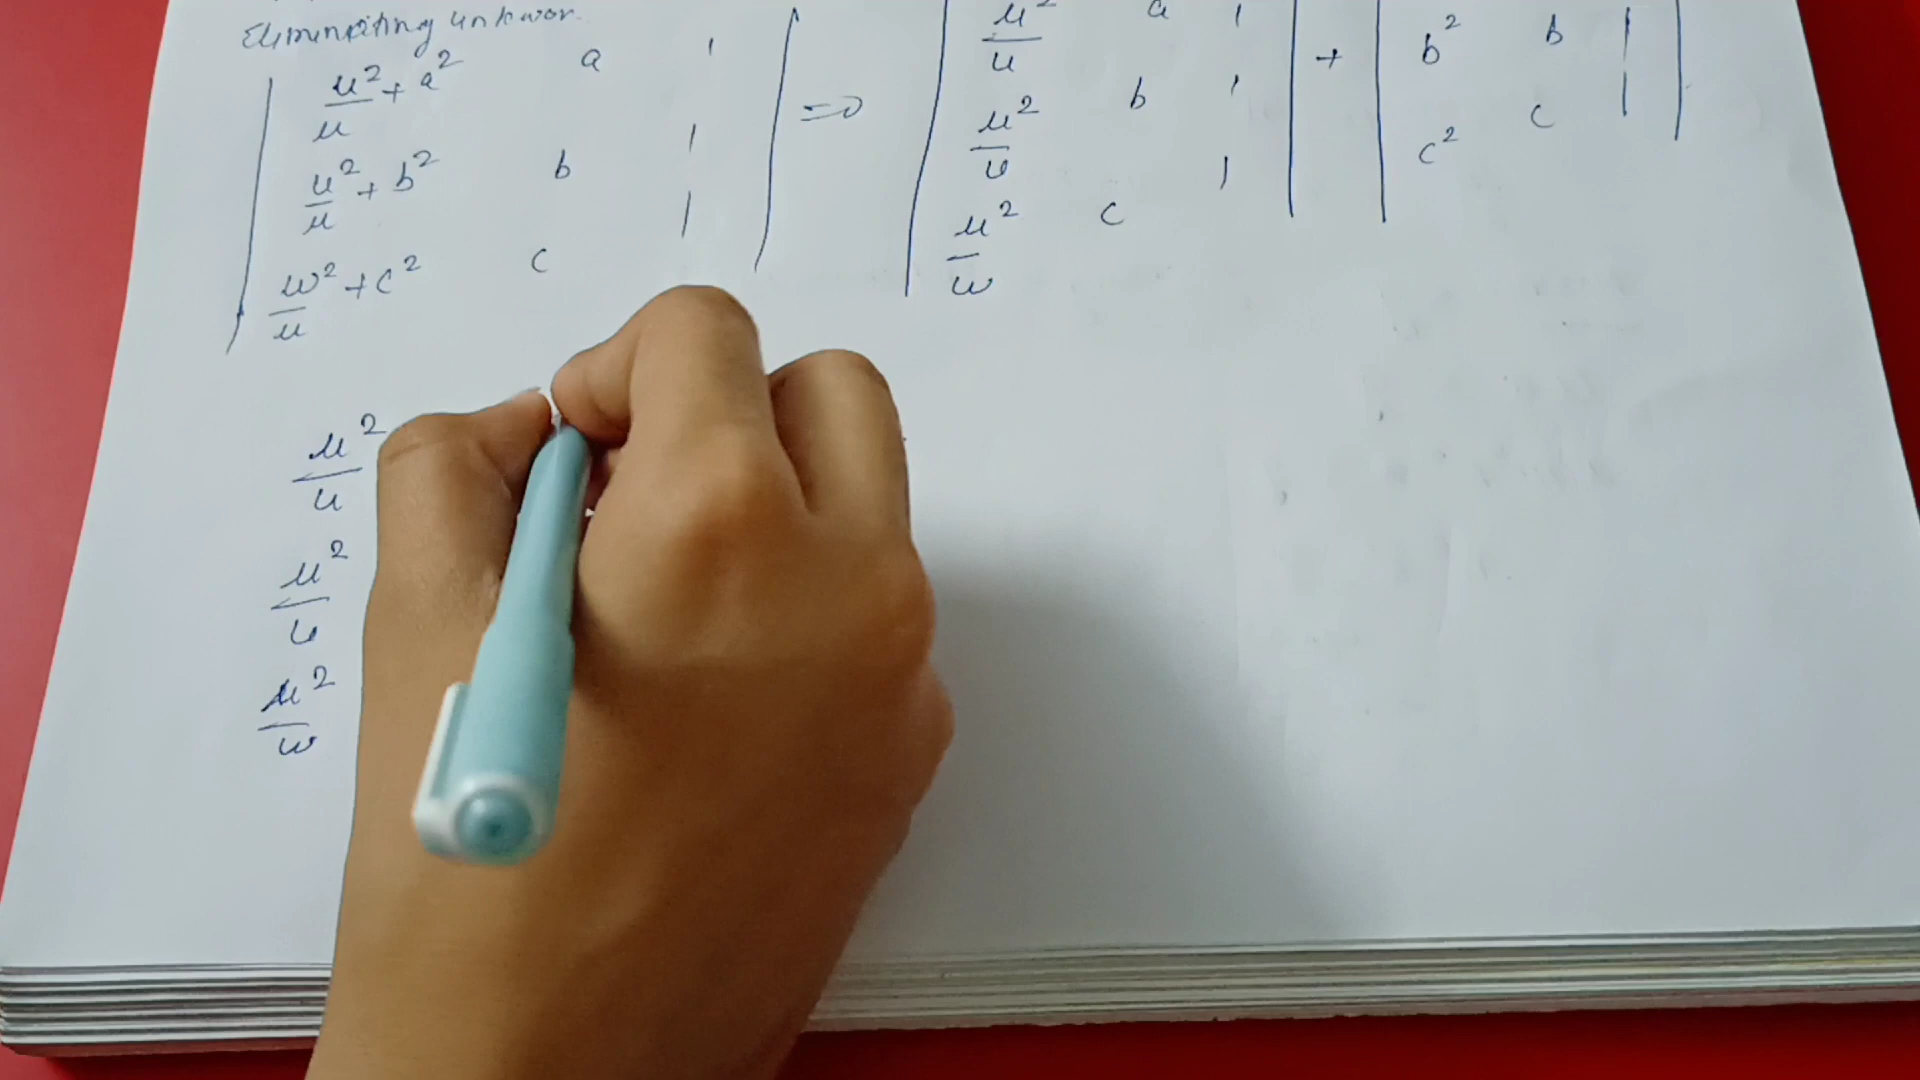 Eliminating unknown.
| u²/u + a² a 1 | => | u²/u a 1 | + |
| u²/u + b² b 1 | | u²/v b 1 | | b² b 1 |
| w²/u + c² c 1 | | u²/w c 1 | | c² c 1 |
u²/u
u²/v
u²/w